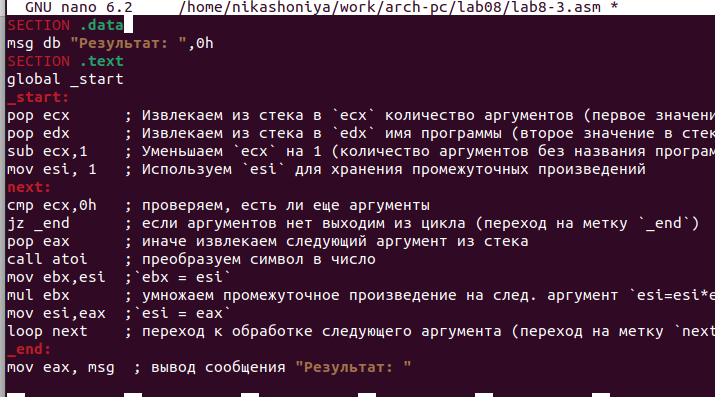 GNU nano 6.2 /home/nikashoniya/work/arch-pc/lab08/lab8-3.asm *
SECTION .data
msg db "Результат: ",0h
SECTION .text
global _start
_start:
pop ecx ; Извлекаем из стека в `ecx` количество аргументов (первое значени
pop edx ; Извлекаем из стека в `edx` имя программы (второе значение в стек
sub ecx,1 ; Уменьшаем `ecx` на 1 (количество аргументов без названия програм
mov esi, 1 ; Используем `esi` для хранения промежуточных произведений
next:
cmp ecx,0h ; проверяем, есть ли еще аргументы
jz _end ; если аргументов нет выходим из цикла (переход на метку `_end`)
pop eax ; иначе извлекаем следующий аргумент из стека
call atoi ; преобразуем символ в число
mov ebx,esi ;`ebx = esi`
mul ebx ; умножаем промежуточное произведение на след. аргумент `esi=esi*e
mov esi,eax ;`esi = eax`
loop next ; переход к обработке следующего аргумента (переход на метку `next
_end:
mov eax, msg ; вывод сообщения "Результат: "